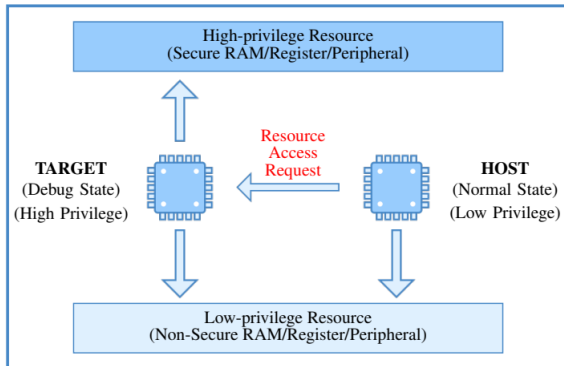 High-privilege Resource
(Secure RAM/Register/Peripheral)
Resource
Access
Request
TARGET
(Debug State)
(High Privilege)
HOST
(Normal State)
(Low Privilege)
Low-privilege Resource
(Non-Secure RAM/Register/Peripheral)